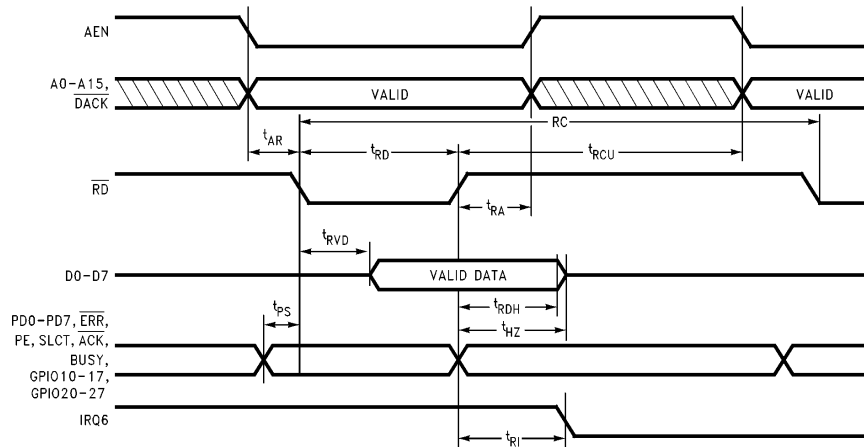 AEN
A0-A15,
DACK
VALID
VALID
RC
tAR
tRD
tRCU
RD
tRA
tRVD
D0-D7
VALID DATA
tRDH
tHZ
tPS
PD0-PD7, ERR,
PE, SLCT, ACK,
BUSY,
GPIO10-17,
GPIO20-27
IRQ6
tRI